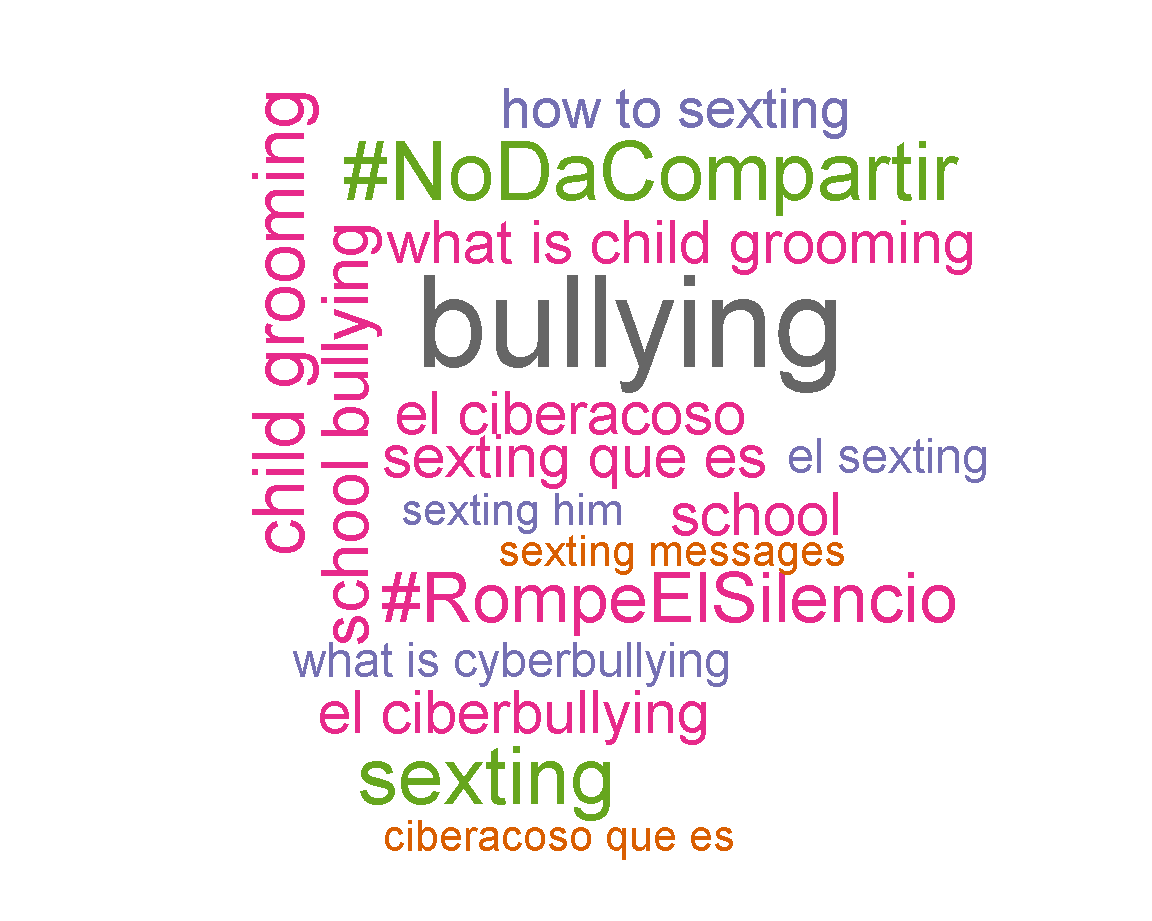 how to sexting
#NoDaCompartir
what is child grooming
child grooming
school bullying
bullying
el ciberacoso
sexting que es
el sexting
sexting him
school
sexting messages
#RompeElSilencio
what is cyberbullying
el ciberbullying
sexting
ciberacoso que es